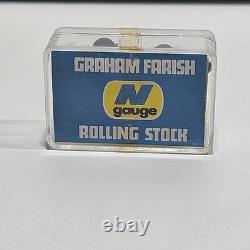 GRAHAM FARISH
N
gauge
ROLLING STOCK